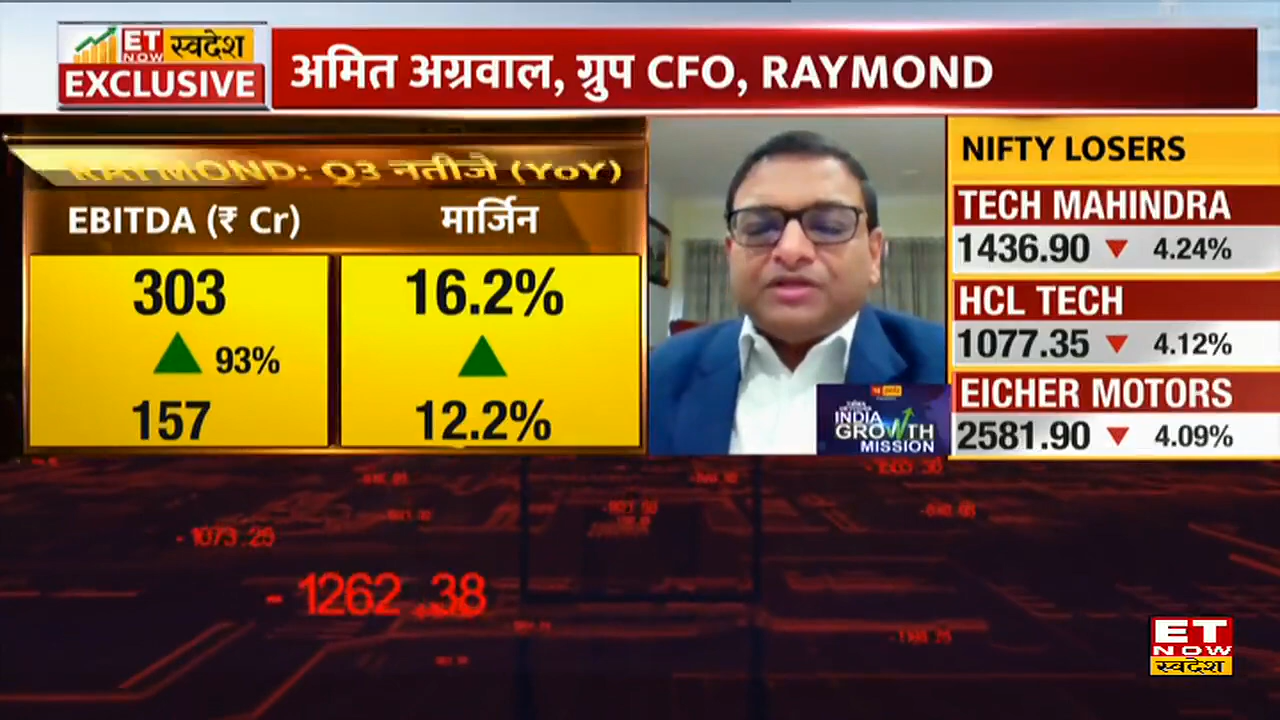 ET NOW स्वदेश
EXCLUSIVE
अमित अग्रवाल, ग्रुप CFO, RAYMOND
RAYMOND: Q3 नतीजे (YoY)
EBITDA (₹ Cr)
मार्जिन
303
16.2%
93%
157
12.2%
INDIA
GROWTH
MISSION
NIFTY LOSERS
TECH MAHINDRA
1436.90 ▼ 4.24%
HCL TECH
1077.35 ▼ 4.12%
EICHER MOTORS
2581.90 ▼ 4.09%
- 1073.25
- 1262.38
ET
NOW
स्वदेश